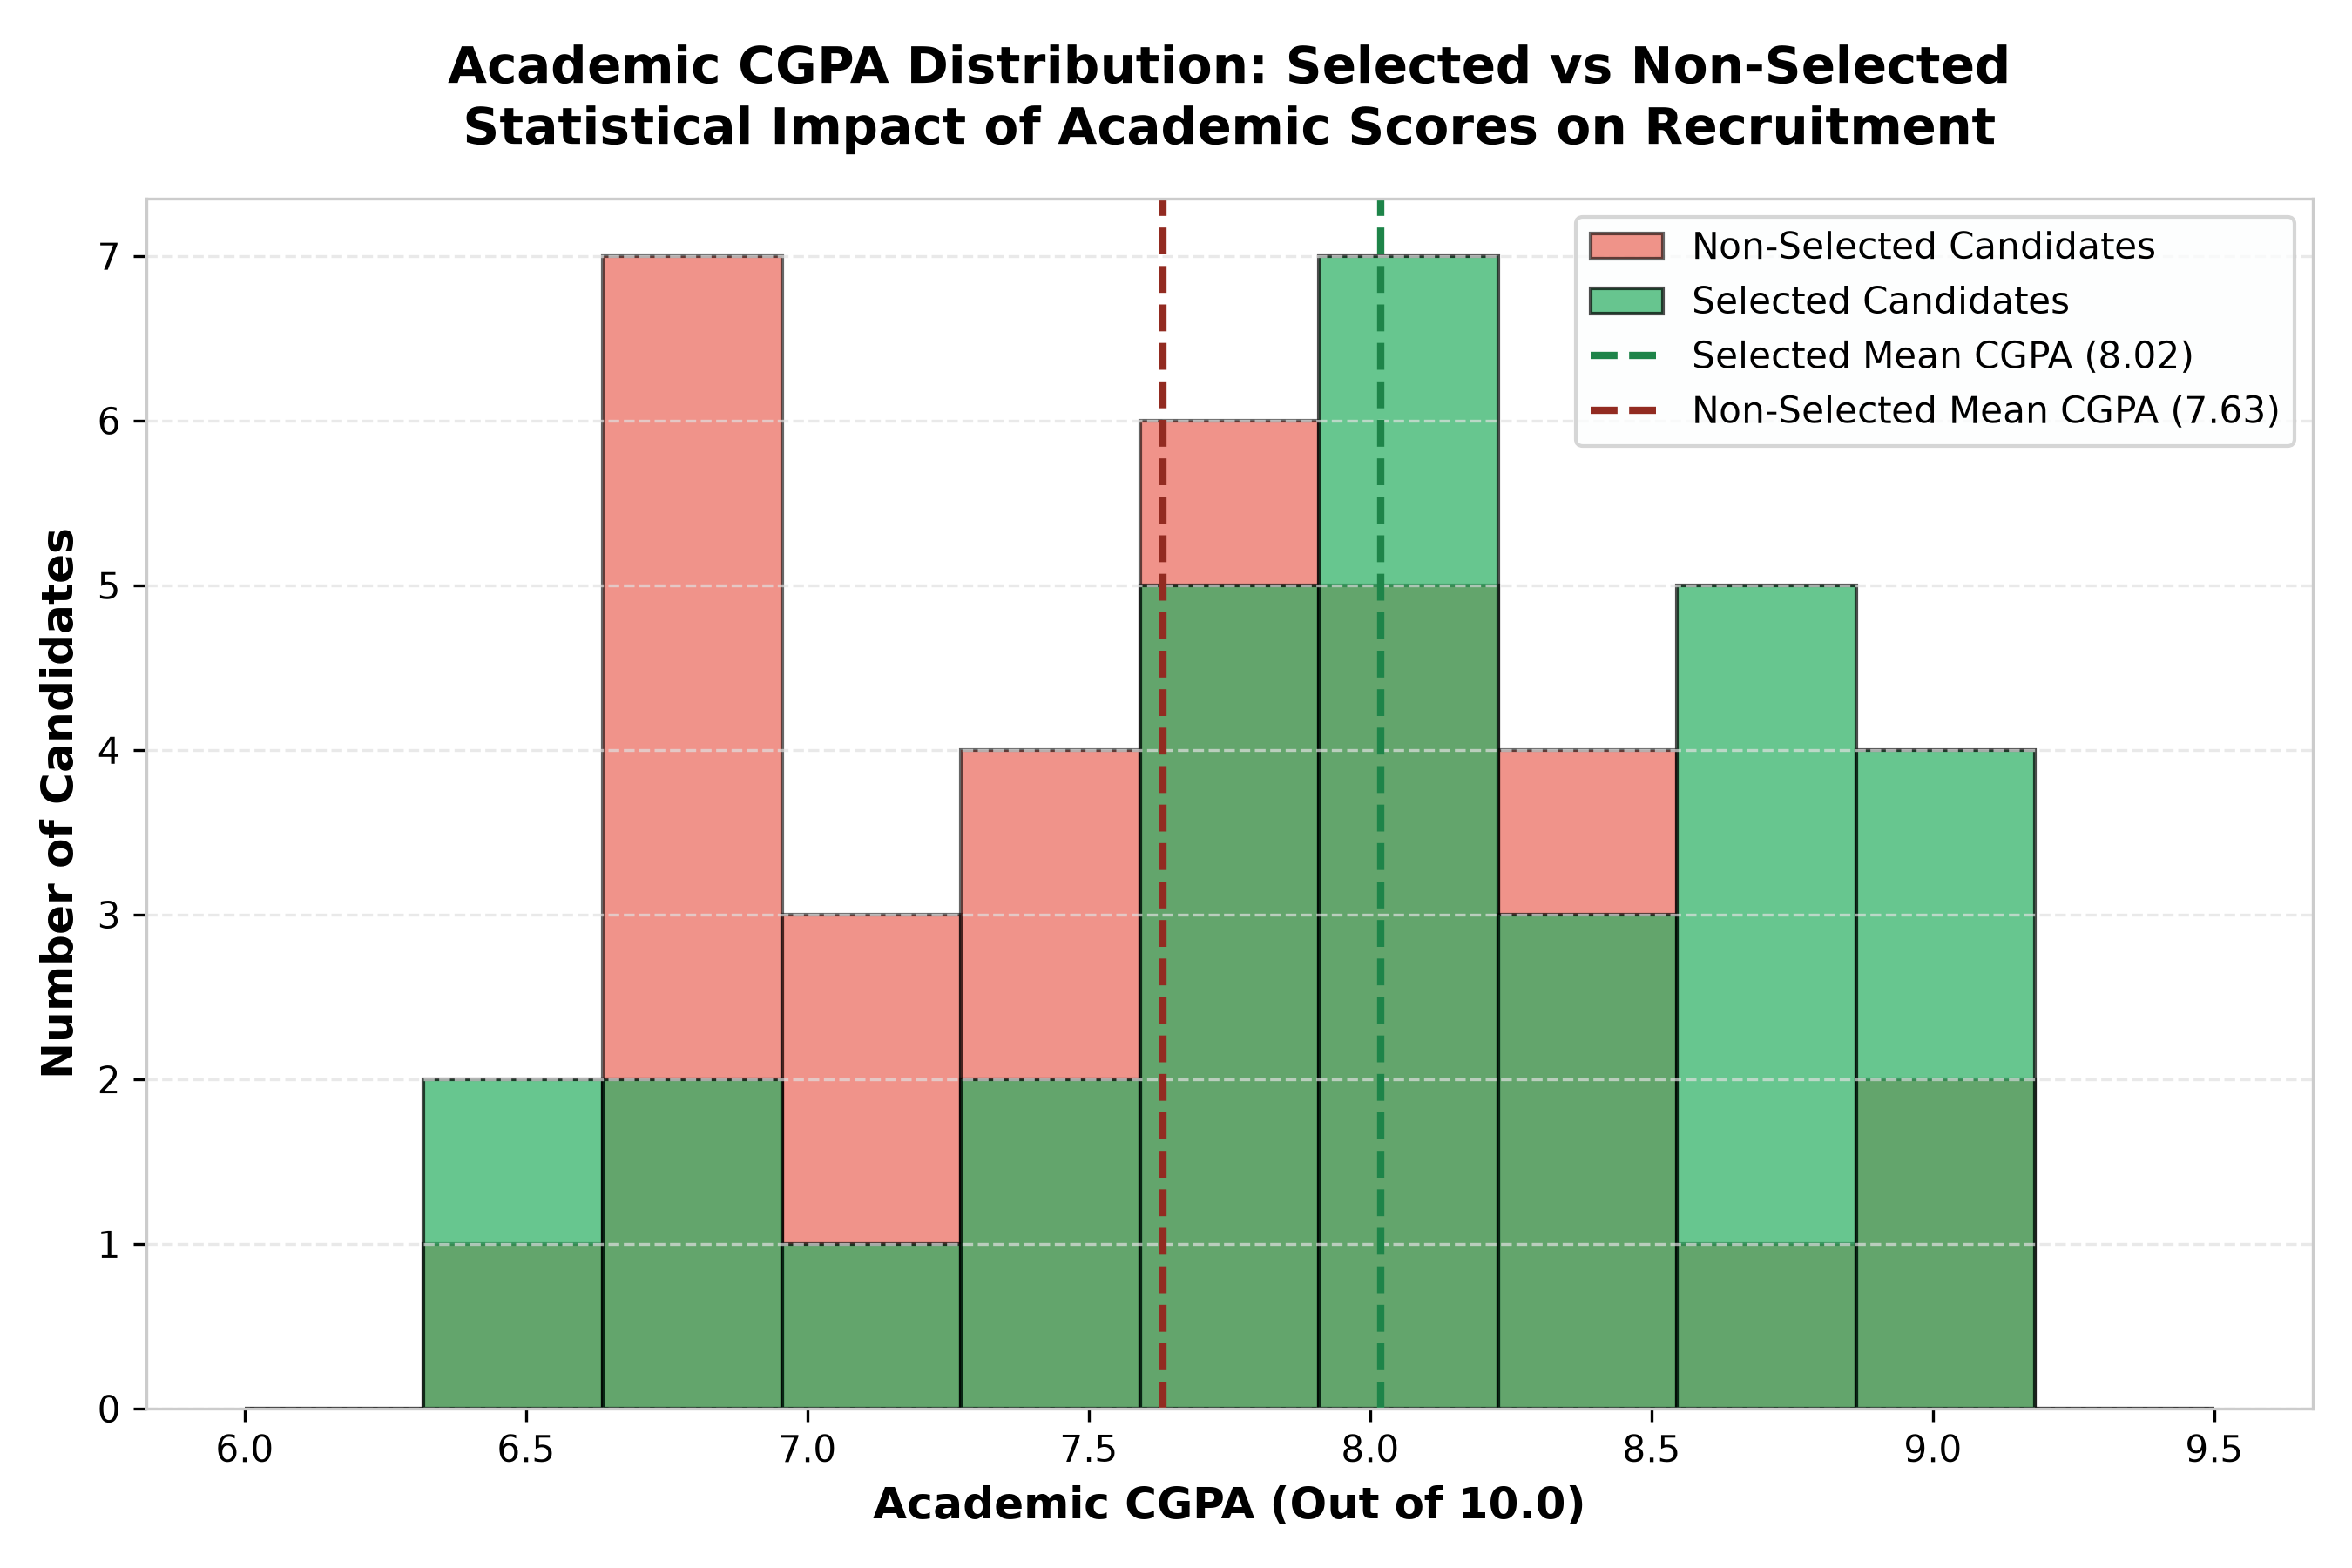 Academic CGPA Distribution: Selected vs Non-Selected
Statistical Impact of Academic Scores on Recruitment
Non-Selected Candidates
Selected Candidates
Selected Mean CGPA (8.02)
Non-Selected Mean CGPA (7.63)
Number of Candidates
7
6
5
4
3
2
1
0
6.0 6.5 7.0 7.5 8.0 8.5 9.0 9.5
Academic CGPA (Out of 10.0)